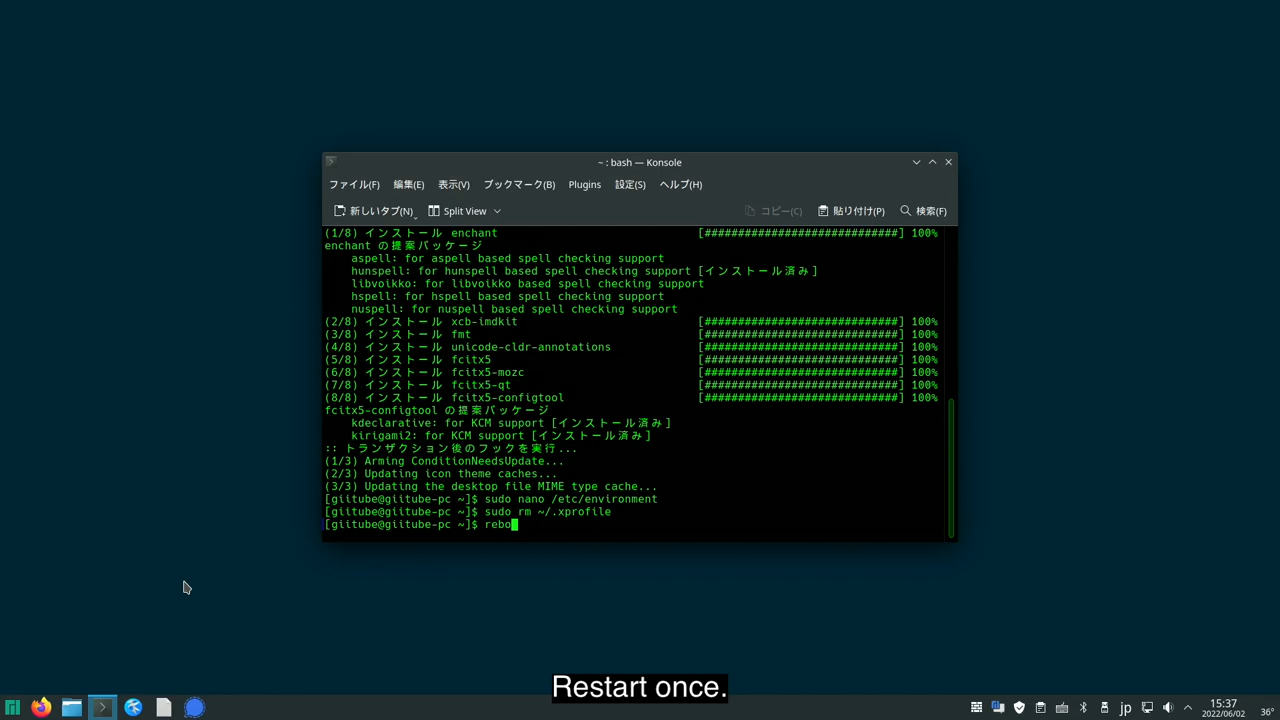 ~ : bash — Konsole
ファイル(F) 編集(E) 表示(V) ブックマーク(B) Plugins 設定(S) ヘルプ(H)
新しいタブ(N) Split View コピー(C) 貼り付け(P) 検索(F)
(1/8) インストール enchant [#############################] 100%
enchant の提案パッケージ
aspell: for aspell based spell checking support
hunspell: for hunspell based spell checking support [インストール済み]
libvoikko: for libvoikko based spell checking support
hspell: for hspell based spell checking support
nuspell: for nuspell based spell checking support
(2/8) インストール xcb-imdkit [#############################] 100%
(3/8) インストール fmt [#############################] 100%
(4/8) インストール unicode-cldr-annotations [#############################] 100%
(5/8) インストール fcitx5 [#############################] 100%
(6/8) インストール fcitx5-mozc [#############################] 100%
(7/8) インストール fcitx5-qt [#############################] 100%
(8/8) インストール fcitx5-configtool [#############################] 100%
fcitx5-configtool の提案パッケージ
kdeclarative: for KCM support [インストール済み]
kirigami2: for KCM support [インストール済み]
:: トランザクション後のフックを実行...
(1/3) Arming ConditionNeedsUpdate...
(2/3) Updating icon theme caches...
(3/3) Updating the desktop file MIME type cache...
[giitube@giitube-pc ~]$ sudo nano /etc/environment
[giitube@giitube-pc ~]$ sudo rm ~/.xprofile
[giitube@giitube-pc ~]$ rebo
Restart once.
jp
15:37
2022/06/02
36°